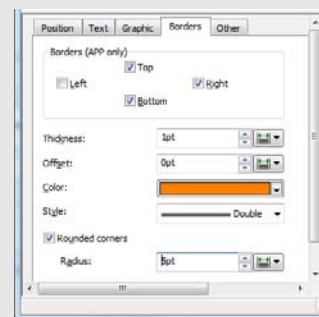 Position Text Graphic Borders Other
Borders (APP only)
Top
Left Right
Bottom
Thickness: 1pt
Offset: 0pt
Color:
Style: Double
Rounded corners
Radius: 5pt